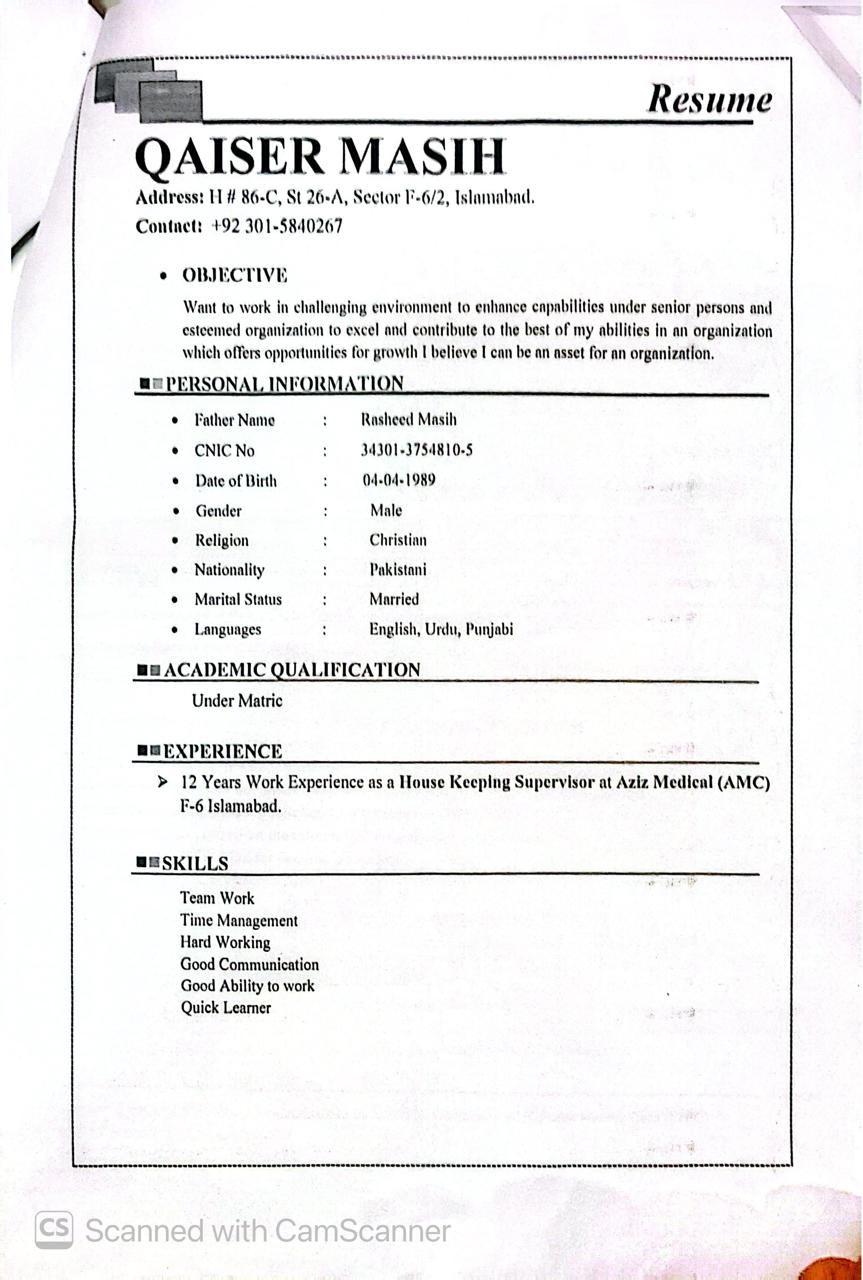 Resume
QAISER MASIH
Address: H # 86-C, St 26-A, Sector F-6/2, Islamabad.
Contact: +92 301-5840267
• OBJECTIVE
Want to work in challenging environment to enhance capabilities under senior persons and
esteemed organization to excel and contribute to the best of my abilities in an organization
which offers opportunities for growth I believe I can be an asset for an organization.
PERSONAL INFORMATION
• Father Name : Rasheed Masih
• CNIC No : 34301-3754810-5
• Date of Birth : 04-04-1989
• Gender : Male
• Religion : Christian
• Nationality : Pakistani
• Marital Status : Married
• Languages : English, Urdu, Punjabi
ACADEMIC QUALIFICATION
Under Matric
EXPERIENCE
➢ 12 Years Work Experience as a House Keeping Supervisor at Aziz Medical (AMC)
F-6 Islamabad.
SKILLS
Team Work
Time Management
Hard Working
Good Communication
Good Ability to work
Quick Learner
CS Scanned with CamScanner